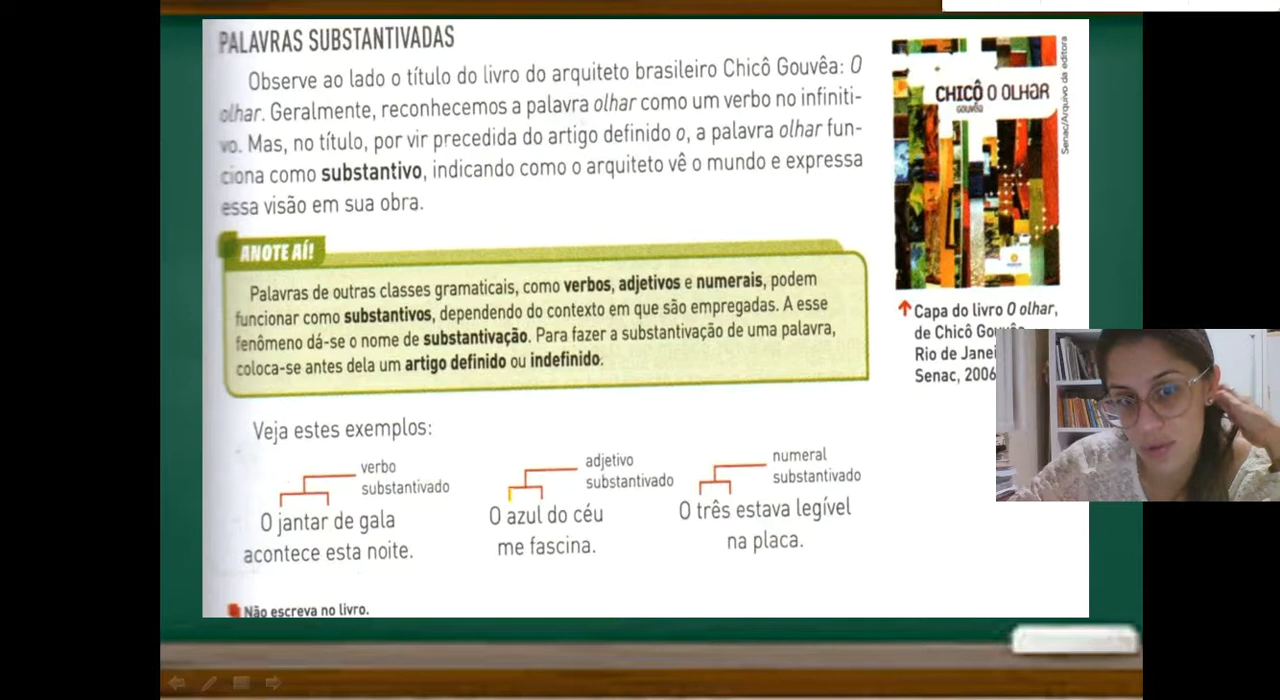 PALAVRAS SUBSTANTIVADAS
Observe ao lado o título do livro do arquiteto brasileiro Chicô Gouvêa: O
olhar. Geralmente, reconhecemos a palavra olhar como um verbo no infiniti-
vo. Mas, no título, por vir precedida do artigo definido o, a palavra olhar fun-
ciona como substantivo, indicando como o arquiteto vê o mundo e expressa
essa visão em sua obra.
ANOTE AÍ!
Palavras de outras classes gramaticais, como verbos, adjetivos e numerais, podem
funcionar como substantivos, dependendo do contexto em que são empregadas. A esse
fenômeno dá-se o nome de substantivação. Para fazer a substantivação de uma palavra,
coloca-se antes dela um artigo definido ou indefinido.
Veja estes exemplos:
verbo
substantivado
O jantar de gala
acontece esta noite.
adjetivo
substantivado
O azul do céu
me fascina.
numeral
substantivado
O três estava legível
na placa.
Não escreva no livro.
CHICÔ O OLHAR
gouvêa
Senac/Arquivo da editora
Capa do livro O olhar,
de Chicô Gouvêa
Rio de Janei
Senac, 2006